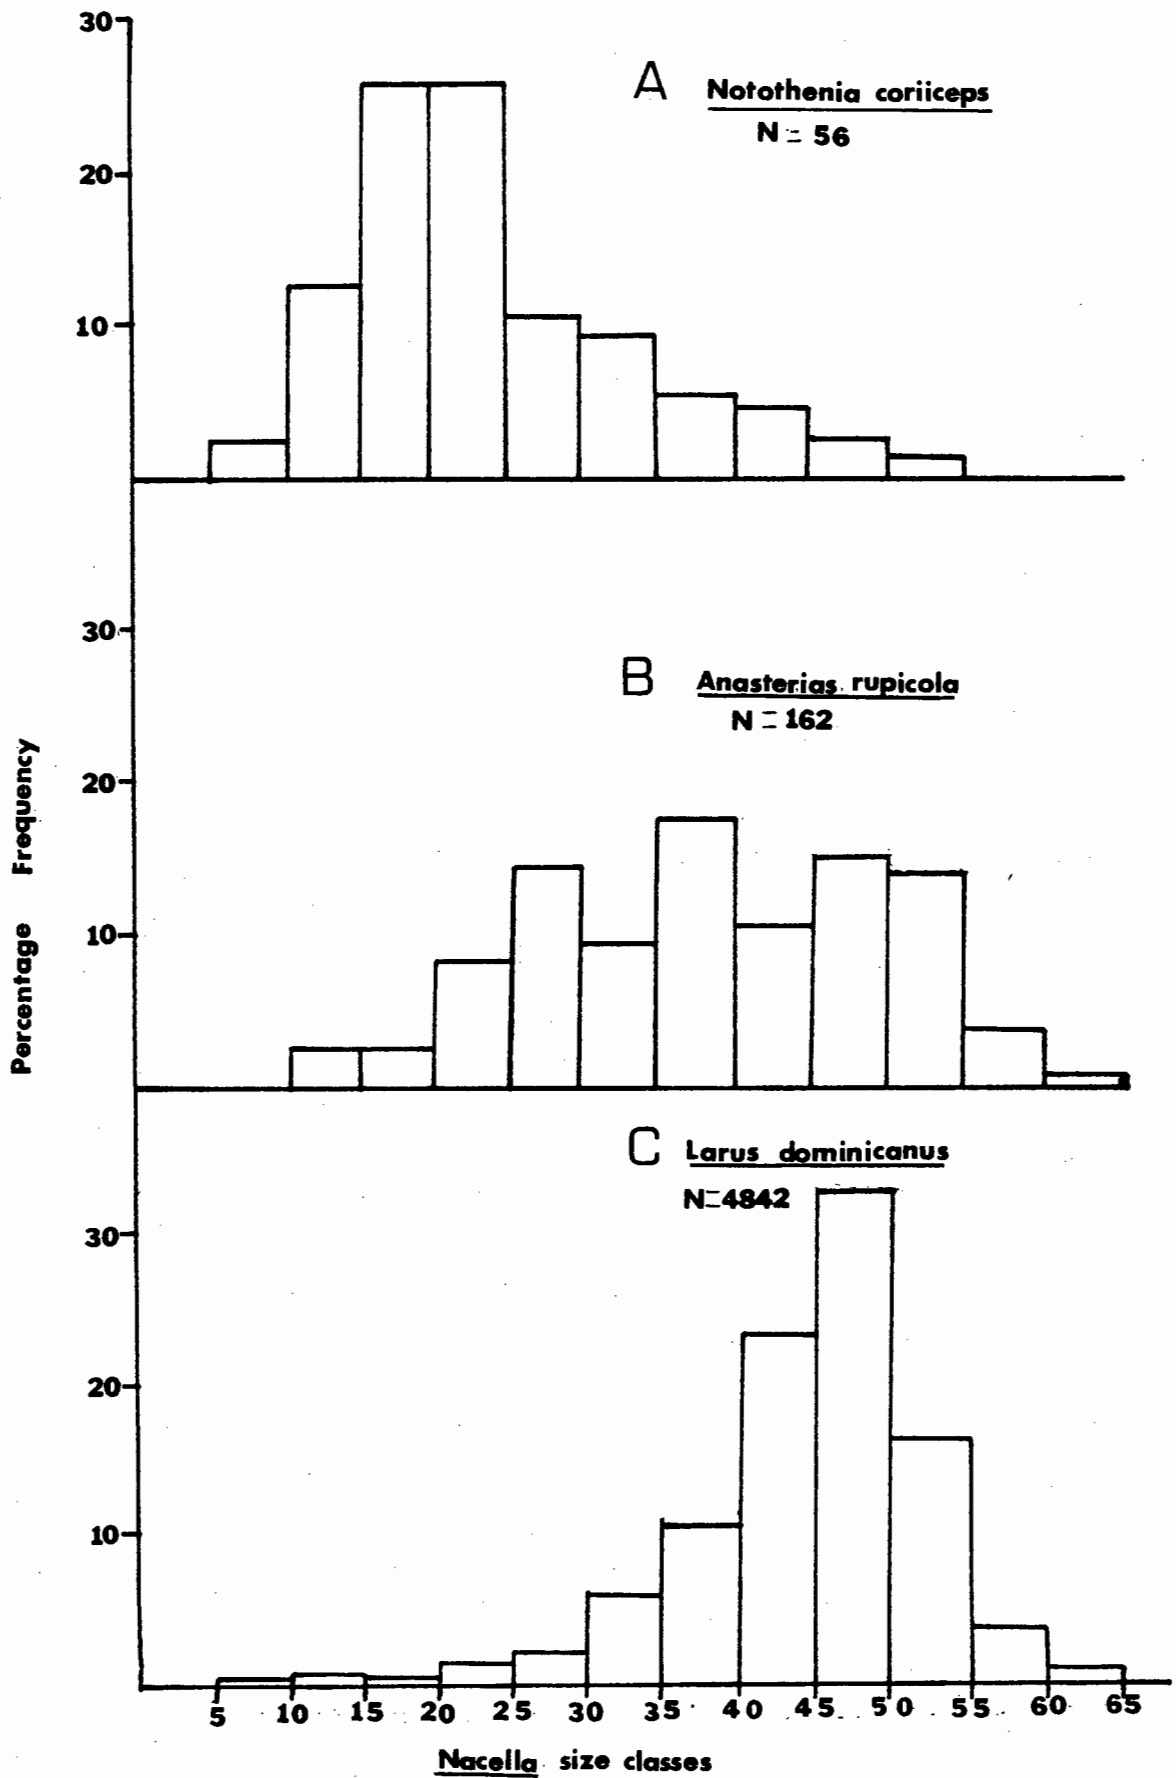 30
A Notothenia coriiceps
N = 56
20
10
30
B Anasterias rupicola
N = 162
20
10
Percentage Frequency
C Larus dominicanus
N=4842
30
20
10
5 10 15 20 25 30 35 40 45 50 55 60 65
Nacella size classes